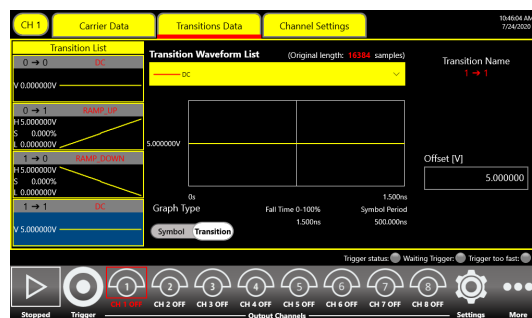 CH 1
Carrier Data
Transitions Data
Channel Settings
10:46:04 AM
7/24/2020
Transition List
0 → 0 DC
V 0.000000V
0 → 1 RAMP_UP
H 5.000000V
S 0.000%
L 0.000000V
1 → 0 RAMP_DOWN
H 5.000000V
S 0.000%
L 0.000000V
1 → 1 DC
V 5.000000V
Transition Waveform List (Original length: 16384 samples)
DC
5.000000V
0s 1.500ns
Graph Type
Symbol Transition
Fall Time 0-100%
1.500ns
Symbol Period
500.000ns
Transition Name
1 → 1
Offset [V]
5.000000
Trigger status: Waiting Trigger: Trigger too fast:
1 2 3 4 5 6 7 8
CH 1 OFF CH 2 OFF CH 3 OFF CH 4 OFF CH 5 OFF CH 6 OFF CH 7 OFF CH 8 OFF
Stopped Trigger Output Channels Settings More